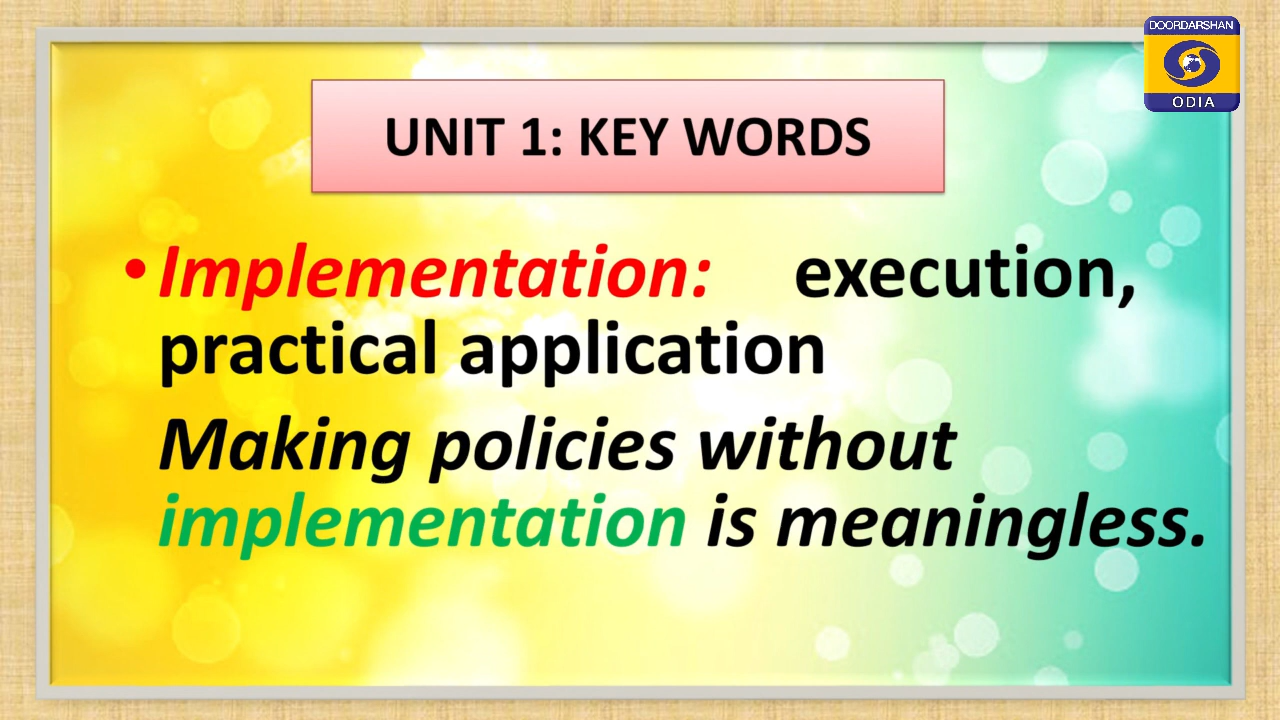 DOORDARSHAN
ODIA
UNIT 1: KEY WORDS
• Implementation: execution,
practical application
Making policies without
implementation is meaningless.